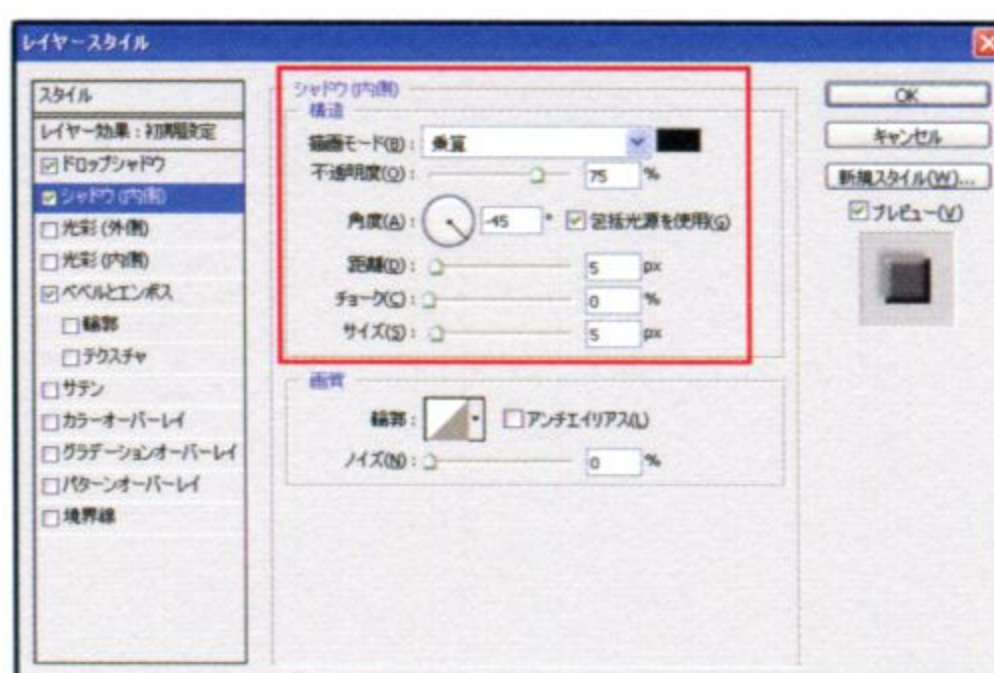 レイヤースタイル
スタイル
レイヤー効果：初期設定
ドロップシャドウ
シャドウ (内側)
光彩 (外側)
光彩 (内側)
ベベルとエンボス
輪郭
テクスチャ
サテン
カラーオーバーレイ
グラデーションオーバーレイ
パターンオーバーレイ
境界線
シャドウ (内側)
構造
描画モード(B)： 乗算
不透明度(O)： 75 %
角度(A)： -45 ° 包括光源を使用(G)
距離(D)： 5 px
チョーク(C)： 0 %
サイズ(S)： 5 px
画質
輪郭： アンチエイリアス(L)
ノイズ(N)： 0 %
OK
キャンセル
新規スタイル(W)...
プレビュー(V)